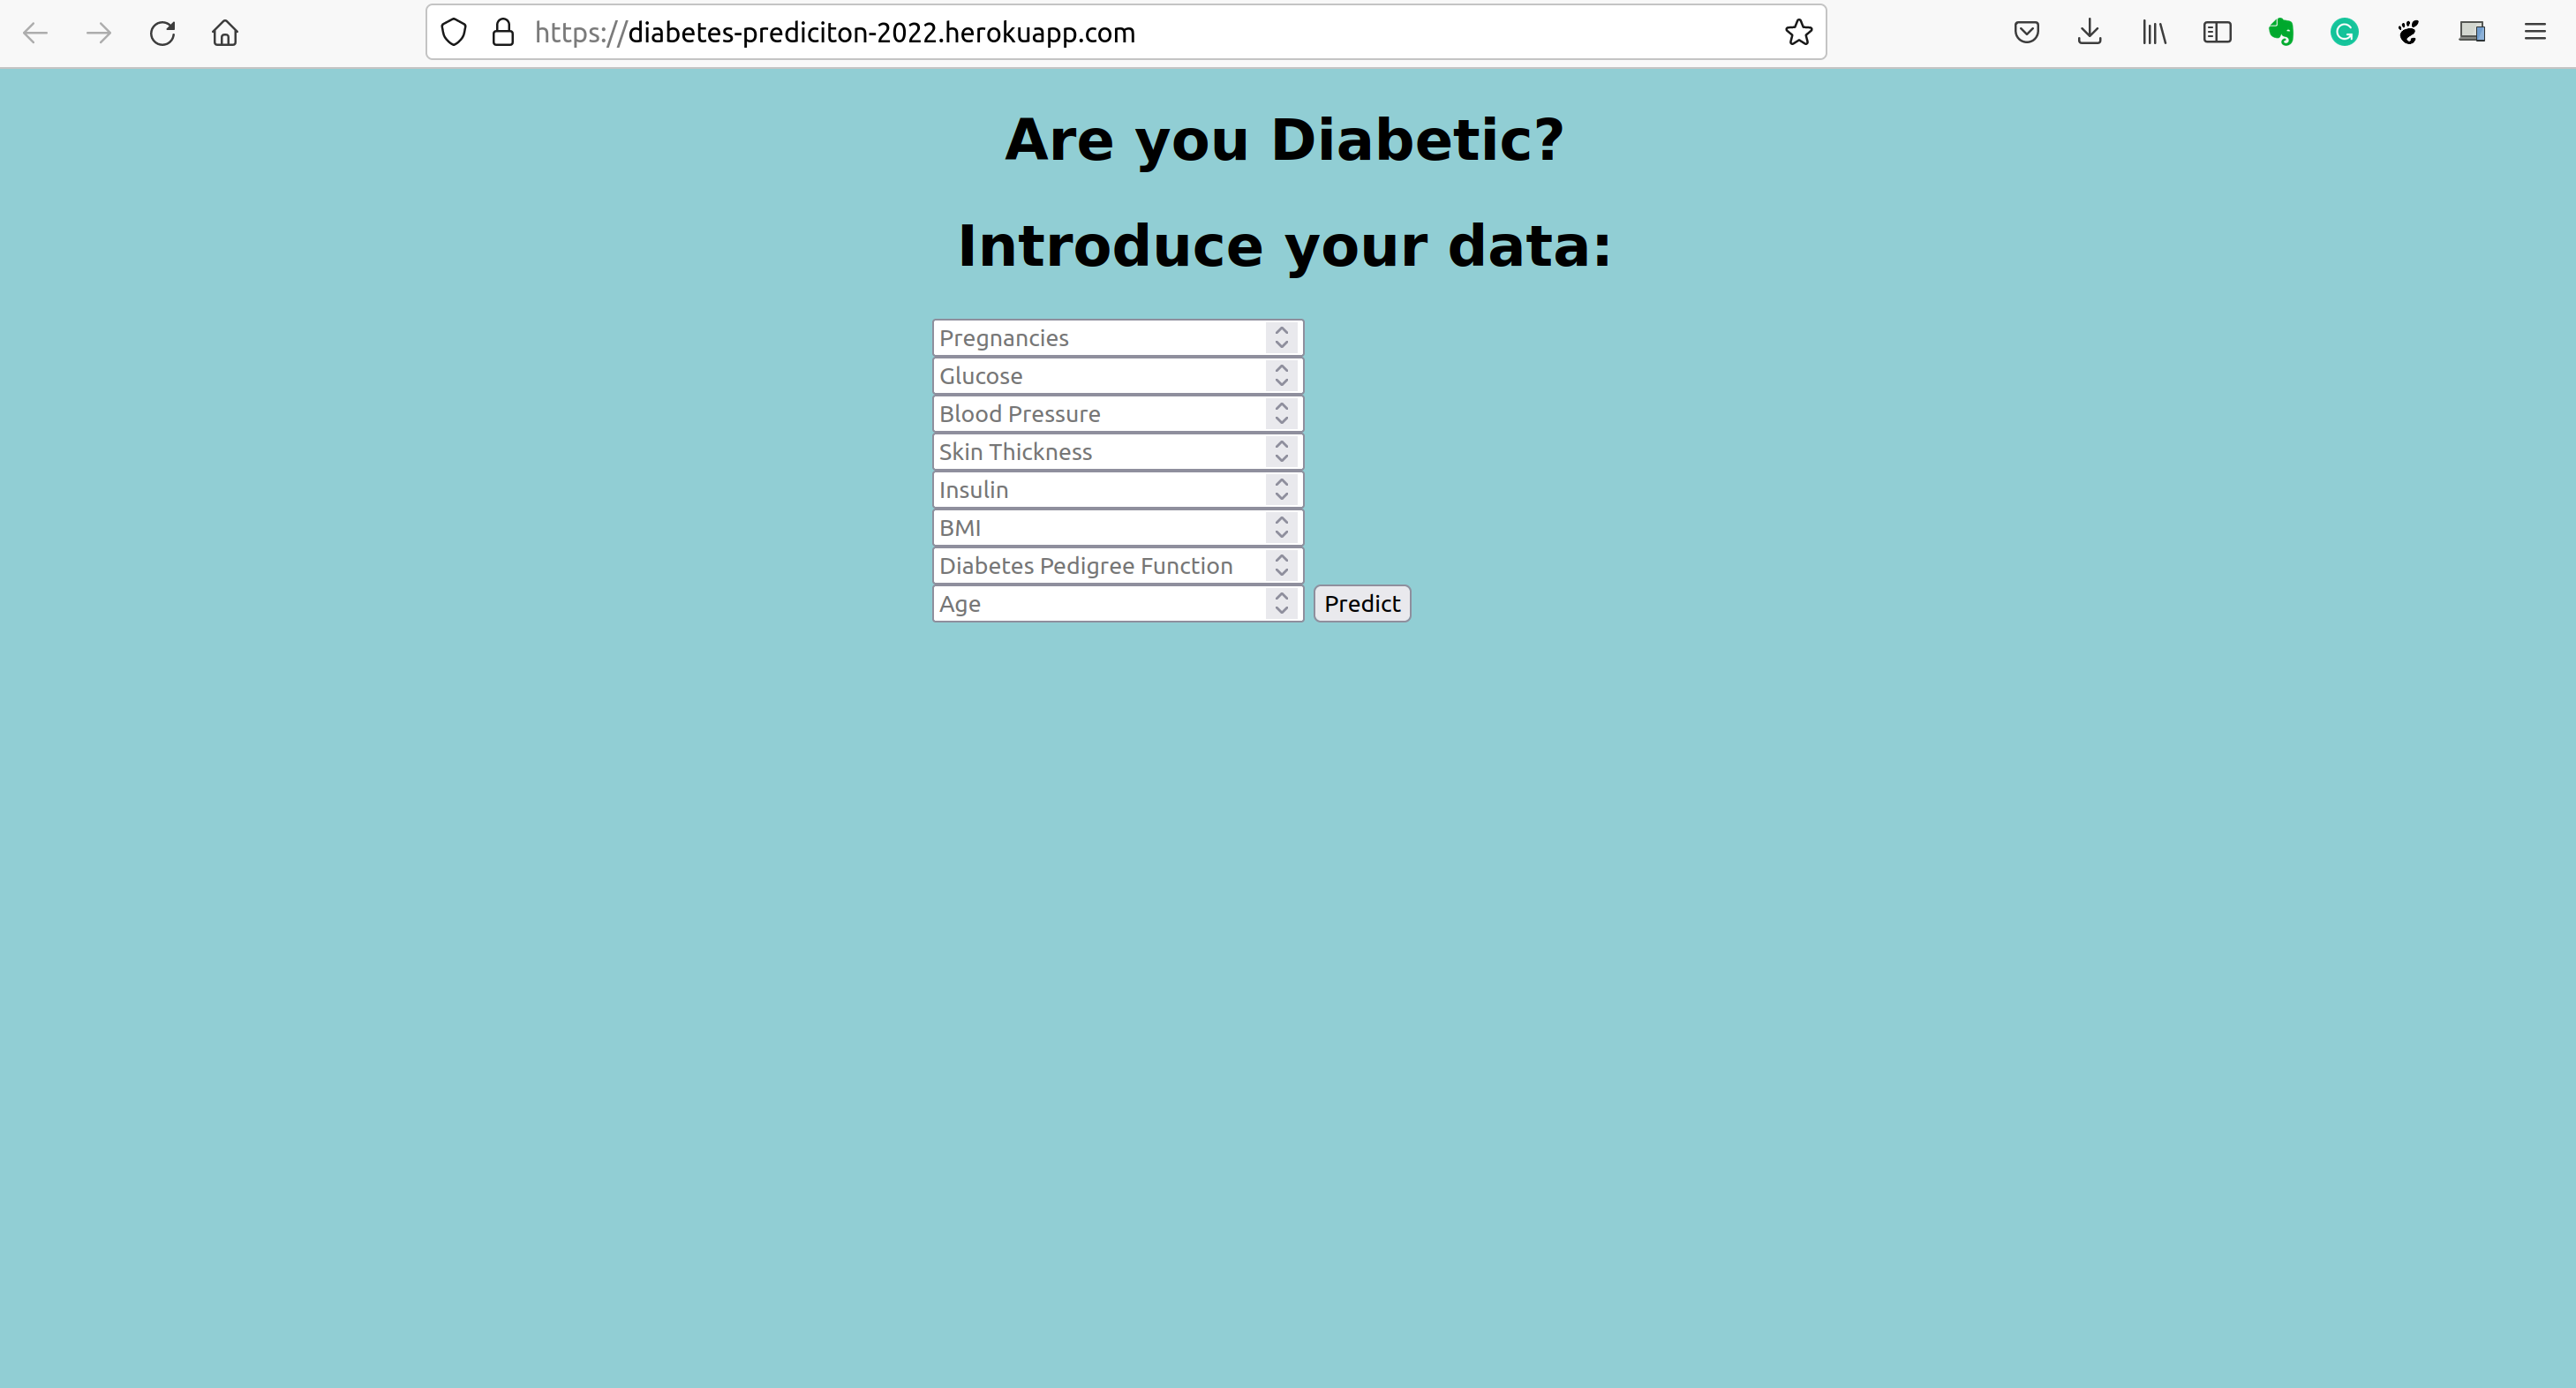 https://diabetes-prediciton-2022.herokuapp.com
Are you Diabetic?
Introduce your data:
Pregnancies
Glucose
Blood Pressure
Skin Thickness
Insulin
BMI
Diabetes Pedigree Function
Age Predict